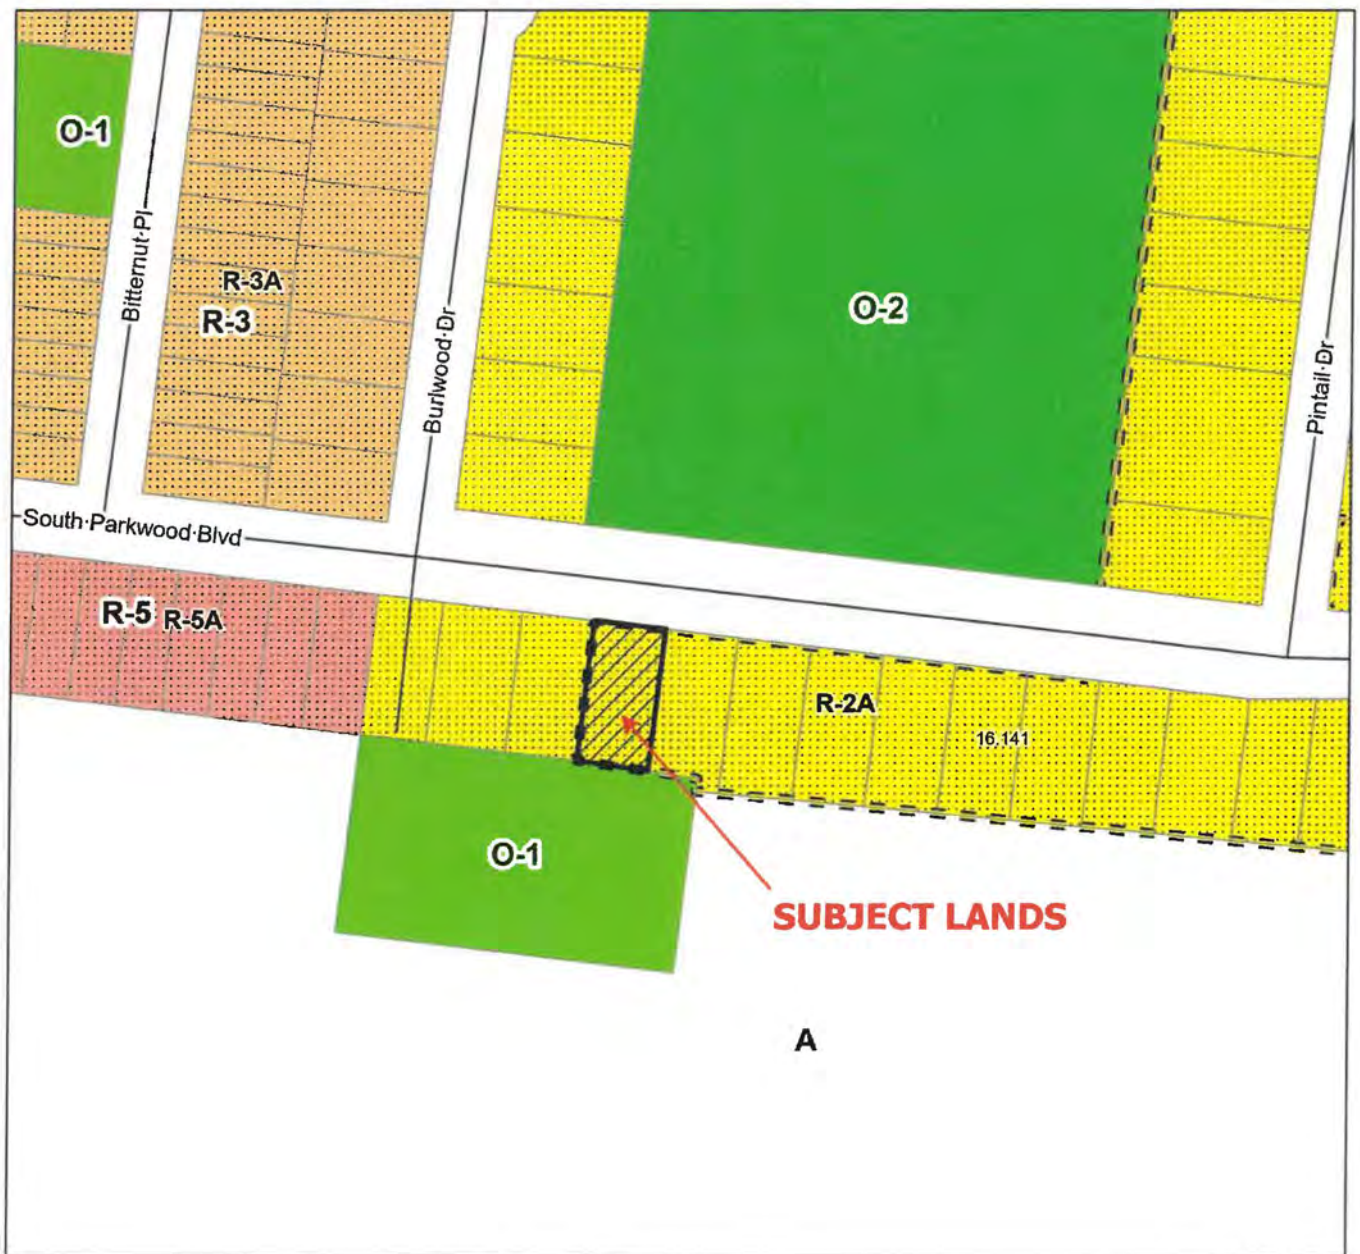 O-1
Bitternut Pl
R-3A
R-3
Burlwood Dr
O-2
Pintail Dr
South Parkwood Blvd
R-5 R-5A
R-2A
16.141
O-1
SUBJECT LANDS
A